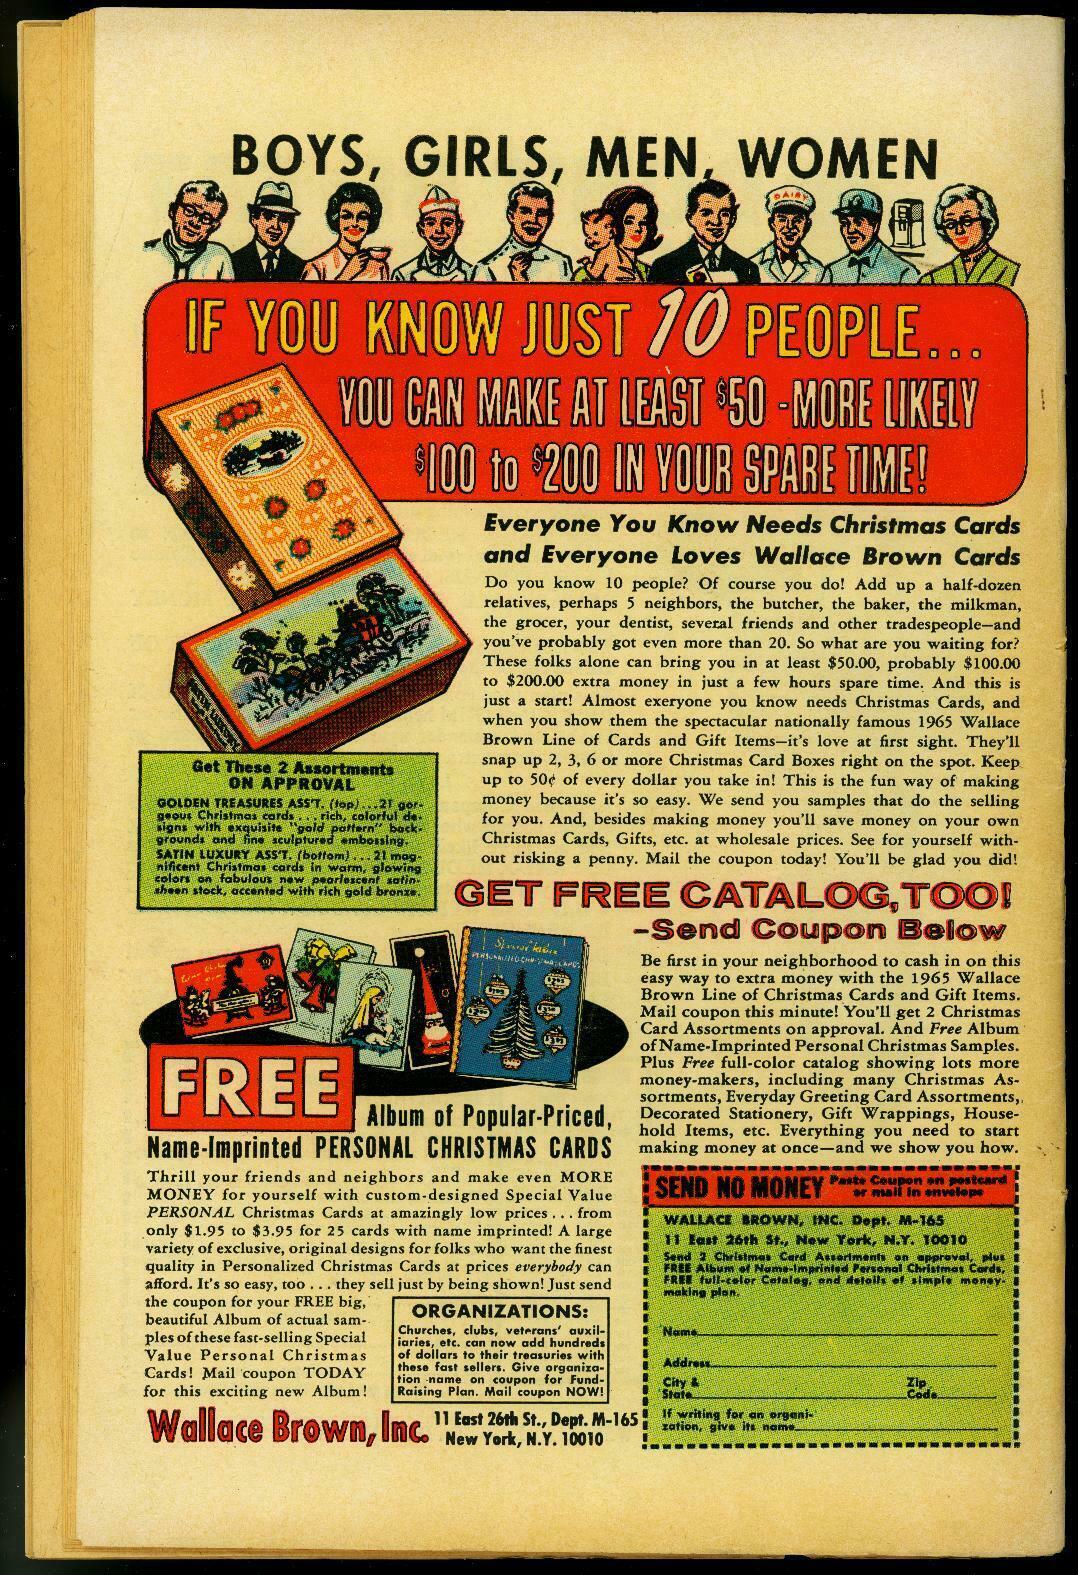 BOYS, GIRLS, MEN, WOMEN
DAIRY
IF YOU KNOW JUST 10 PEOPLE...
YOU CAN MAKE AT LEAST $50 - MORE LIKELY
$100 to $200 IN YOUR SPARE TIME!
Everyone You Know Needs Christmas Cards
and Everyone Loves Wallace Brown Cards
Do you know 10 people? Of course you do! Add up a half-dozen
relatives, perhaps 5 neighbors, the butcher, the baker, the milkman,
the grocer, your dentist, several friends and other tradespeople—and
you've probably got even more than 20. So what are you waiting for?
These folks alone can bring you in at least $50.00, probably $100.00
to $200.00 extra money in just a few hours spare time. And this is
just a start! Almost exeryone you know needs Christmas Cards, and
when you show them the spectacular nationally famous 1965 Wallace
Brown Line of Cards and Gift Items—it's love at first sight. They'll
snap up 2, 3, 6 or more Christmas Card Boxes right on the spot. Keep
up to 50¢ of every dollar you take in! This is the fun way of making
money because it's so easy. We send you samples that do the selling
for you. And, besides making money you'll save money on your own
Christmas Cards, Gifts, etc. at wholesale prices. See for yourself with-
out risking a penny. Mail the coupon today! You'll be glad you did!
Get These 2 Assortments
ON APPROVAL
GOLDEN TREASURES ASS'T. (top)...21 gor-
geous Christmas cards...rich, colorful de-
signs with exquisite "gold pattern" back-
grounds and fine sculptured embossing.
SATIN LUXURY ASS'T. (bottom)...21 mag-
nificent Christmas cards in warm, glowing
colors on fabulous new pearlescent satin-
sheen stock, accented with rich gold bronze.
GET FREE CATALOG, TOO!
-Send Coupon Below
Be first in your neighborhood to cash in on this
easy way to extra money with the 1965 Wallace
Brown Line of Christmas Cards and Gift Items.
Mail coupon this minute! You'll get 2 Christmas
Card Assortments on approval. And Free Album
of Name-Imprinted Personal Christmas Samples.
Plus Free full-color catalog showing lots more
money-makers, including many Christmas As-
sortments, Everyday Greeting Card Assortments,
Decorated Stationery, Gift Wrappings, House-
hold Items, etc. Everything you need to start
making money at once—and we show you how.
Special Value
PERSONALIZED CHRISTMAS CARDS
FREE
Album of Popular-Priced,
Name-Imprinted PERSONAL CHRISTMAS CARDS
Thrill your friends and neighbors and make even MORE
MONEY for yourself with custom-designed Special Value
PERSONAL Christmas Cards at amazingly low prices...from
only $1.95 to $3.95 for 25 cards with name imprinted! A large
variety of exclusive, original designs for folks who want the finest
quality in Personalized Christmas Cards at prices everybody can
afford. It's so easy, too...they sell just by being shown! Just send
the coupon for your FREE big,
beautiful Album of actual sam-
ples of these fast-selling Special
Value Personal Christmas
Cards! Mail coupon TODAY
for this exciting new Album!
ORGANIZATIONS:
Churches, clubs, veterans' auxil-
iaries, etc. can now add hundreds
of dollars to their treasuries with
these fast sellers. Give organiza-
tion name on coupon for Fund-
Raising Plan. Mail coupon NOW!
Wallace Brown, Inc.
11 East 26th St., Dept. M-165
New York, N.Y. 10010
SEND NO MONEY
Paste Coupon on postcard
or mail in envelope
WALLACE BROWN, INC. Dept. M-165
11 East 26th St., New York, N.Y. 10010
Send 2 Christmas Card Assortments on approval, plus
FREE Album of Name-Imprinted Personal Christmas Cards,
FREE full-color Catalog, and details of simple money-
making plan.
Name
Address
City &
State
Zip
Code
If writing for an organi-
zation, give its name